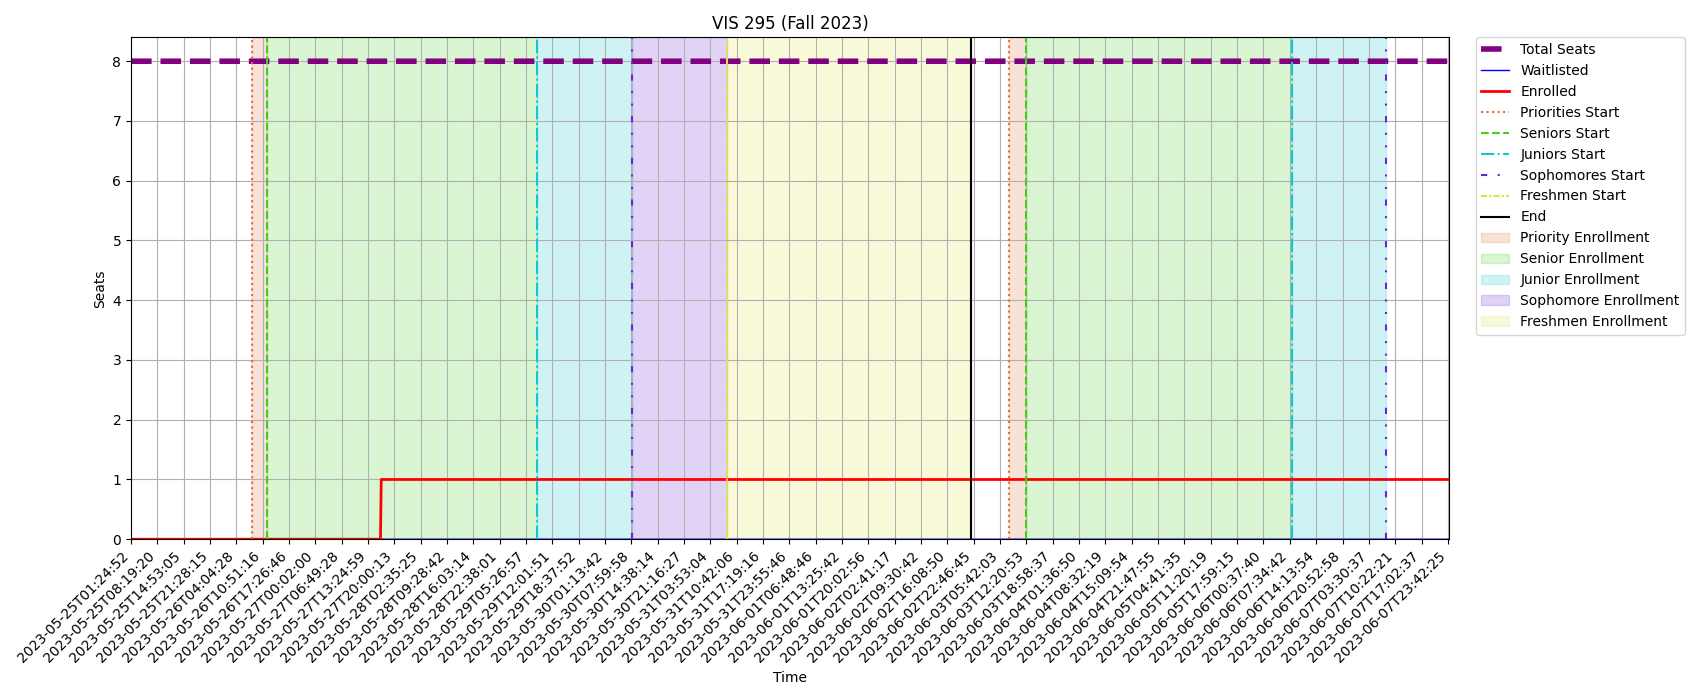 VIS 295 (Fall 2023)
8
7
6
5
4
3
2
1
0
Seats
2023-05-25T01:24:52
2023-05-25T08:19:20
2023-05-25T14:53:05
2023-05-25T21:28:15
2023-05-26T04:04:28
2023-05-26T10:51:16
2023-05-26T17:26:46
2023-05-27T00:02:00
2023-05-27T06:49:28
2023-05-27T13:24:59
2023-05-27T20:00:13
2023-05-28T02:35:25
2023-05-28T09:28:42
2023-05-28T16:03:14
2023-05-28T22:38:01
2023-05-29T05:26:57
2023-05-29T12:01:51
2023-05-29T18:37:52
2023-05-30T01:13:42
2023-05-30T07:59:58
2023-05-30T14:38:14
2023-05-30T21:16:27
2023-05-31T03:53:04
2023-05-31T10:42:06
2023-05-31T17:19:16
2023-05-31T23:55:46
2023-06-01T06:48:46
2023-06-01T13:25:42
2023-06-01T20:02:56
2023-06-02T02:41:17
2023-06-02T09:30:42
2023-06-02T16:08:50
2023-06-02T22:46:45
2023-06-03T05:42:03
2023-06-03T12:20:53
2023-06-03T18:58:37
2023-06-04T01:36:50
2023-06-04T08:32:19
2023-06-04T15:09:54
2023-06-04T21:47:55
2023-06-05T04:41:35
2023-06-05T11:20:19
2023-06-05T17:59:15
2023-06-06T00:37:40
2023-06-06T07:34:42
2023-06-06T14:13:54
2023-06-06T20:52:58
2023-06-07T03:30:37
2023-06-07T10:22:21
2023-06-07T17:02:37
2023-06-07T23:42:25
Time
Total Seats
Waitlisted
Enrolled
Priorities Start
Seniors Start
Juniors Start
Sophomores Start
Freshmen Start
End
Priority Enrollment
Senior Enrollment
Junior Enrollment
Sophomore Enrollment
Freshmen Enrollment